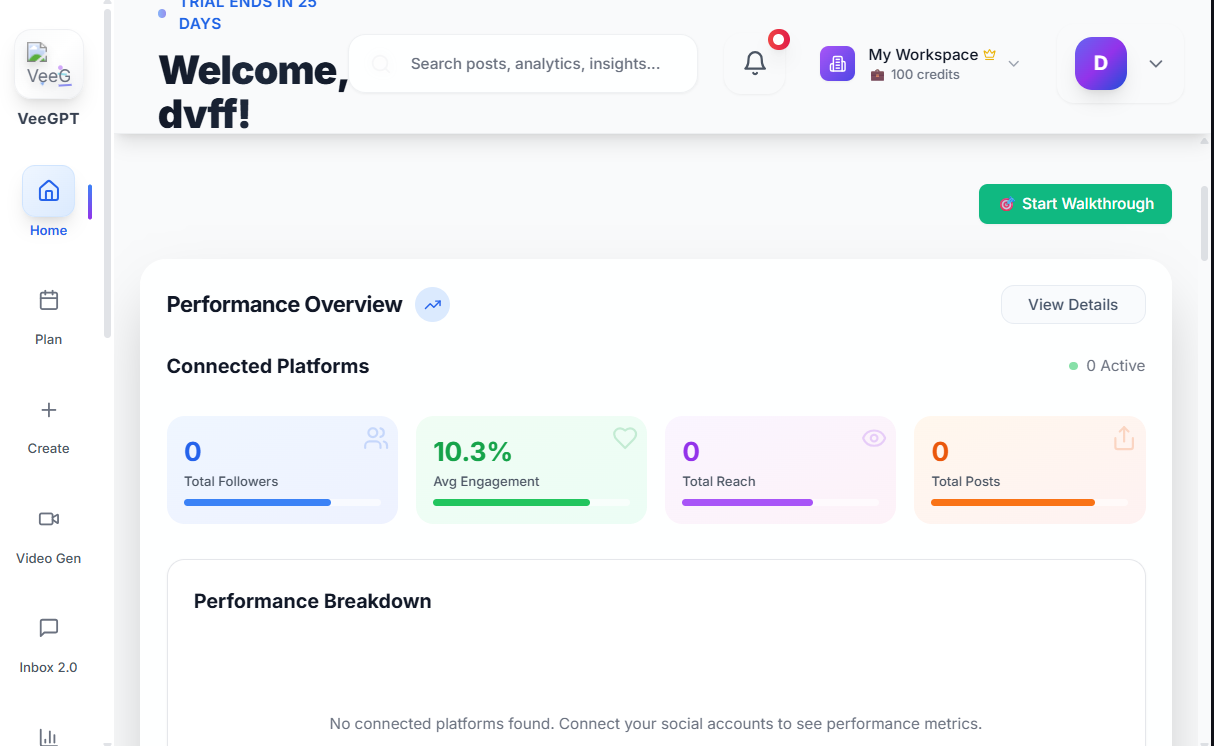 TRIAL ENDS IN 25
DAYS
Welcome,
dvff!
Search posts, analytics, insights...
My Workspace
100 credits
D
VeeG
VeeGPT
Home
Plan
Create
Video Gen
Inbox 2.0
Start Walkthrough
Performance Overview
View Details
Connected Platforms
0 Active
0
Total Followers
10.3%
Avg Engagement
0
Total Reach
0
Total Posts
Performance Breakdown
No connected platforms found. Connect your social accounts to see performance metrics.